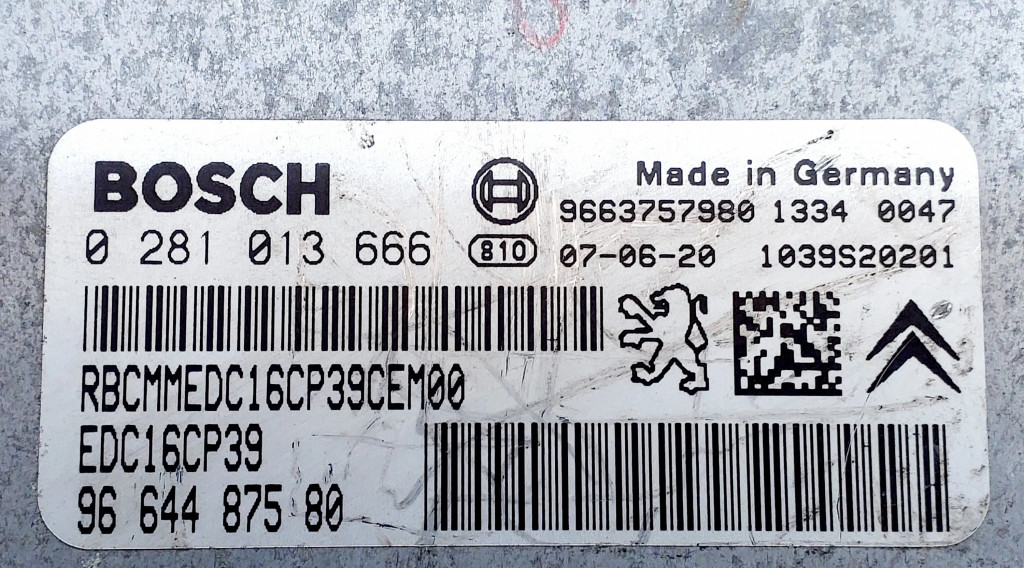 BOSCH
Made in Germany
9663757980 1334 0047
0 281 013 666
810 07-06-20 1039S20201
RBCMMEDC16CP39CEM00
EDC16CP39
96 644 875 80